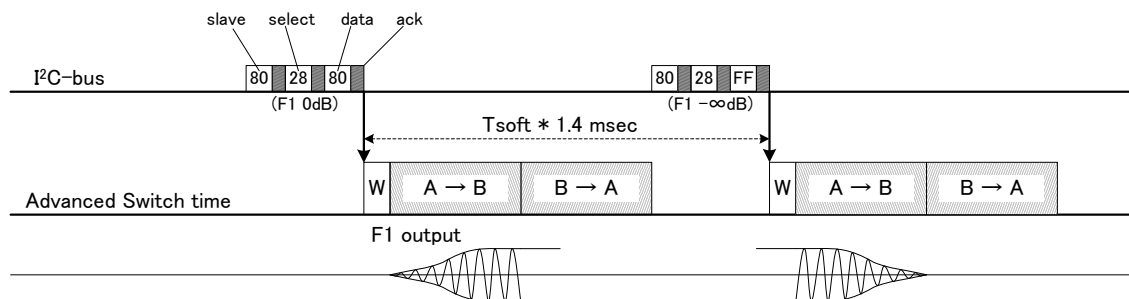 slave select data ack
I²C-bus 80 28 80 80 28 FF
(F1 0dB) (F1 −∞dB)
Tsoft * 1.4 msec
Advanced Switch time W A → B B → A W A → B B → A
F1 output